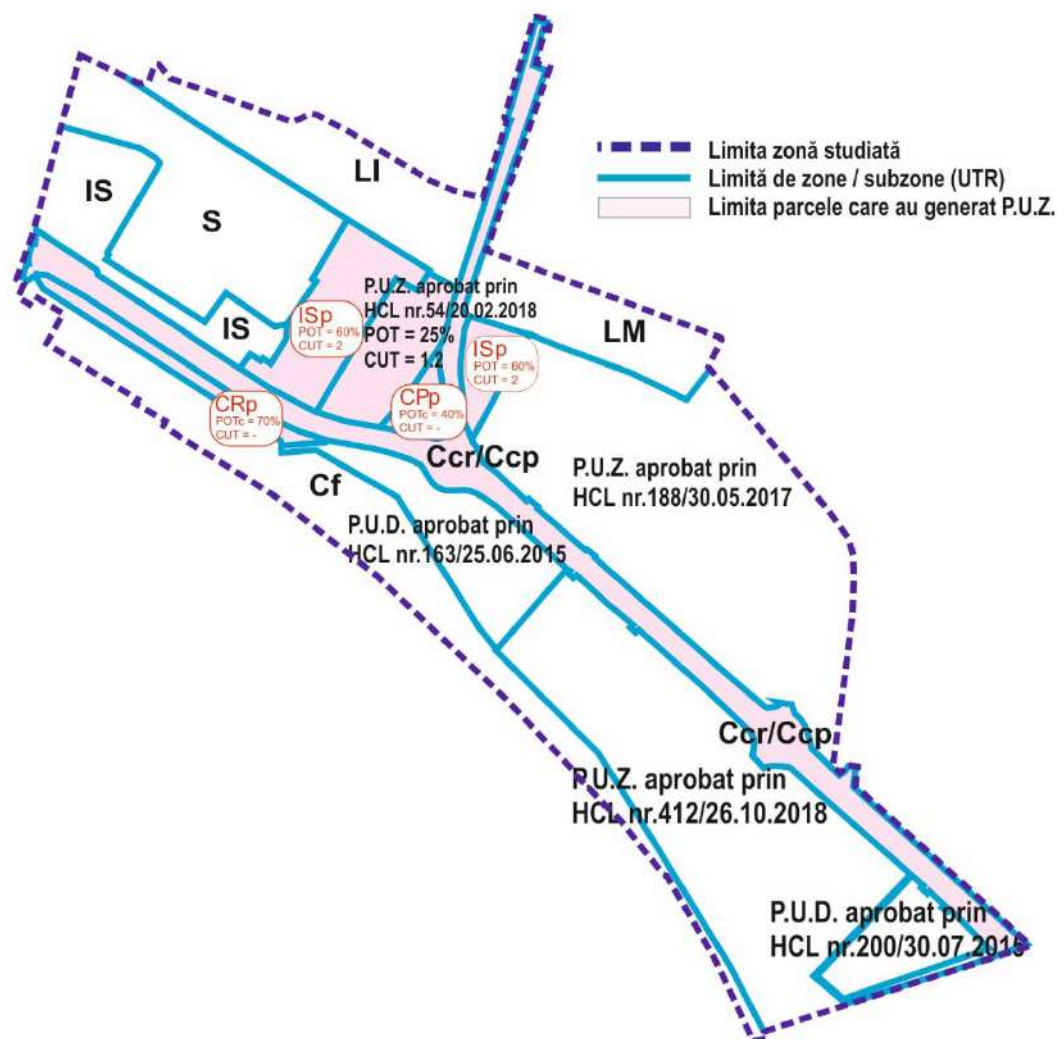 Limita zonă studiată
Limită de zone / subzone (UTR)
Limita parcele care au generat P.U.Z.
LI
IS
S
P.U.Z. aprobat prin
HCL nr.54/20.02.2018
POT = 25%
CUT = 1.2
ISp
POT = 60%
CUT = 2
IS
LM
ISp
POT = 60%
CUT = 2
CRp
POTc = 70%
CUT = -
CPp
POTc = 40%
CUT = -
Ccr/Ccp
Cf
P.U.Z. aprobat prin
HCL nr.188/30.05.2017
P.U.D. aprobat prin
HCL nr.163/25.06.2015
Ccr/Ccp
P.U.Z. aprobat prin
HCL nr.412/26.10.2018
P.U.D. aprobat prin
HCL nr.200/30.07.2015